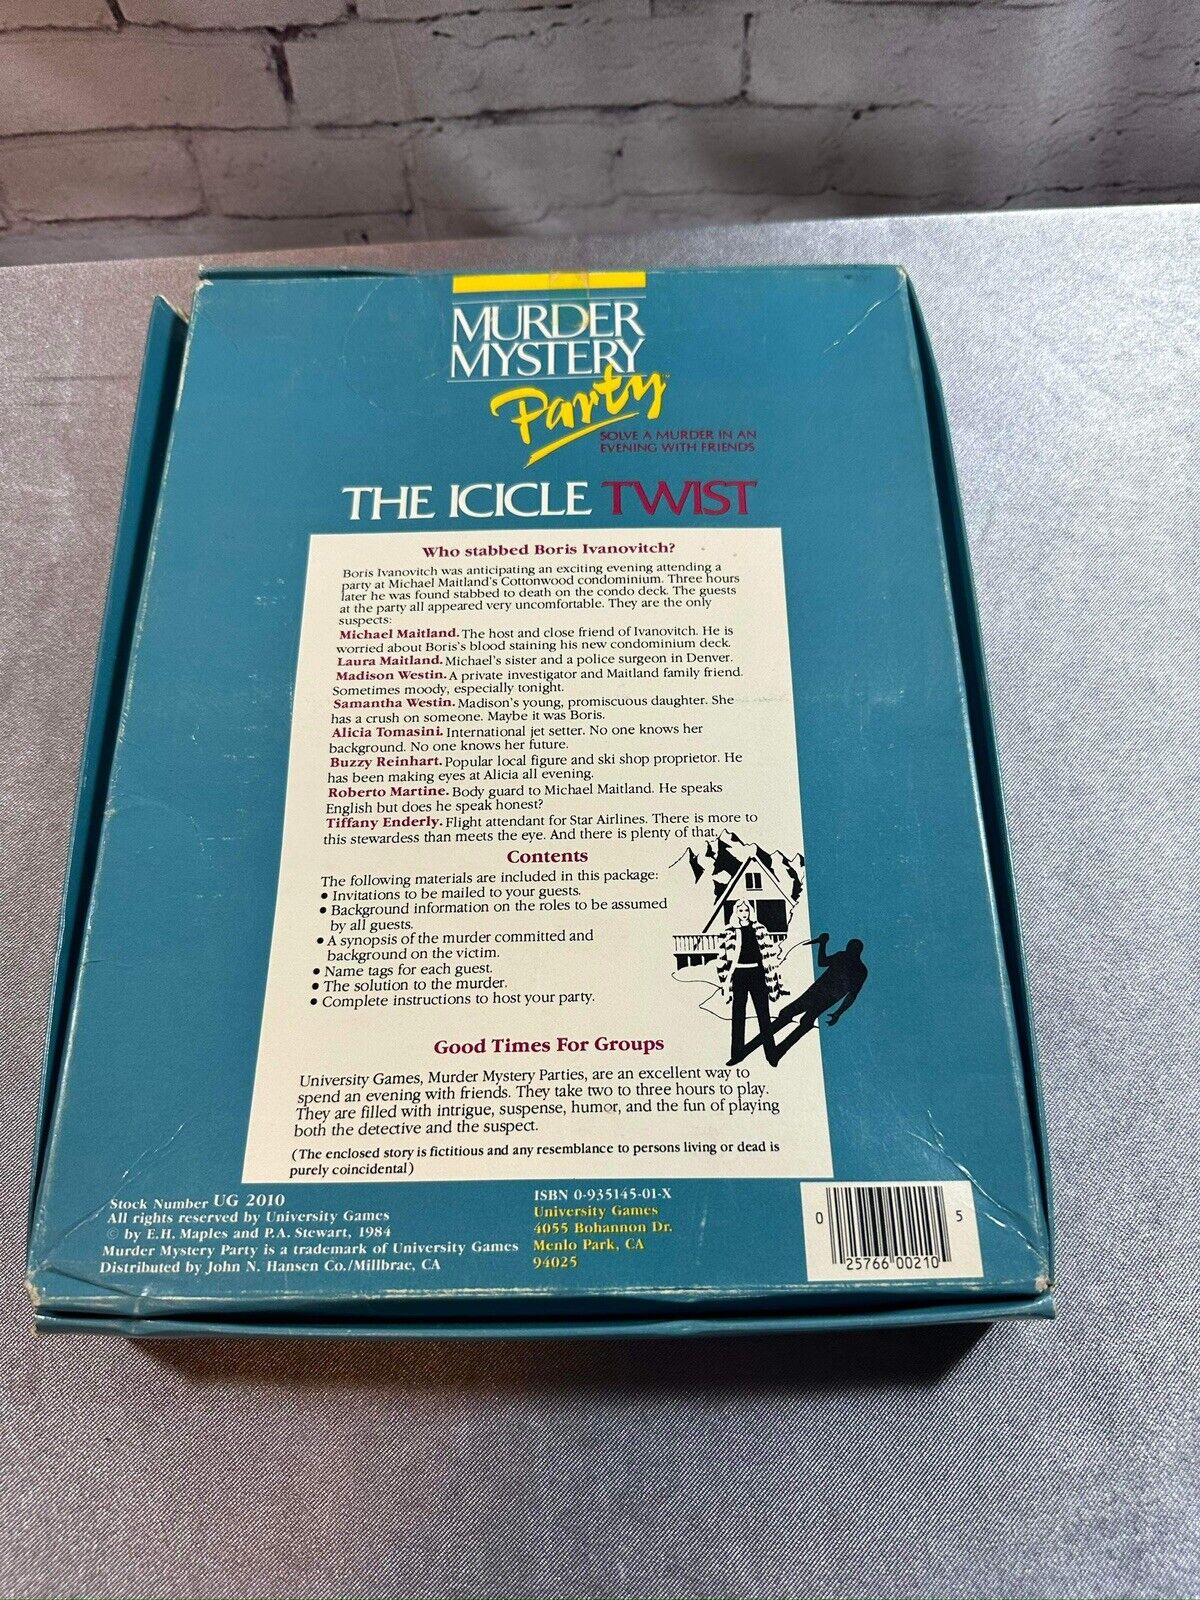 MURDER
MYSTERY
Party™
SOLVE A MURDER IN AN
EVENING WITH FRIENDS
THE ICICLE TWIST
Who stabbed Boris Ivanovitch?
Boris Ivanovitch was anticipating an exciting evening attending a
party at Michael Maitland's Cottonwood condominium. Three hours
later he was found stabbed to death on the condo deck. The guests
at the party all appeared very uncomfortable. They are the only
suspects:
Michael Maitland. The host and close friend of Ivanovitch. He is
worried about Boris's blood staining his new condominium deck.
Laura Maitland. Michael's sister and a police surgeon in Denver.
Madison Westin. A private investigator and Maitland family friend.
Sometimes moody, especially tonight.
Samantha Westin. Madison's young, promiscuous daughter. She
has a crush on someone. Maybe it was Boris.
Alicia Tomasini. International jet setter. No one knows her
background. No one knows her future.
Buzzy Reinhart. Popular local figure and ski shop proprietor. He
has been making eyes at Alicia all evening.
Roberto Martine. Body guard to Michael Maitland. He speaks
English but does he speak honest?
Tiffany Enderly. Flight attendant for Star Airlines. There is more to
this stewardess than meets the eye. And there is plenty of that.
Contents
The following materials are included in this package:
• Invitations to be mailed to your guests.
• Background information on the roles to be assumed
by all guests.
• A synopsis of the murder committed and
background on the victim.
• Name tags for each guest.
• The solution to the murder.
• Complete instructions to host your party.
Good Times For Groups
University Games, Murder Mystery Parties, are an excellent way to
spend an evening with friends. They take two to three hours to play.
They are filled with intrigue, suspense, humor, and the fun of playing
both the detective and the suspect.
(The enclosed story is fictitious and any resemblance to persons living or dead is
purely coincidental)
Stock Number UG 2010
All rights reserved by University Games
© by E.H. Maples and P.A. Stewart, 1984
Murder Mystery Party is a trademark of University Games
Distributed by John N. Hansen Co./Millbrae, CA
ISBN 0-935145-01-X
University Games
4055 Bohannon Dr.
Menlo Park, CA
94025
0 25766 00210 5